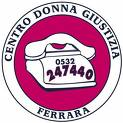 CENTRO DONNA GIUSTIZIA
0532
247440
FERRARA